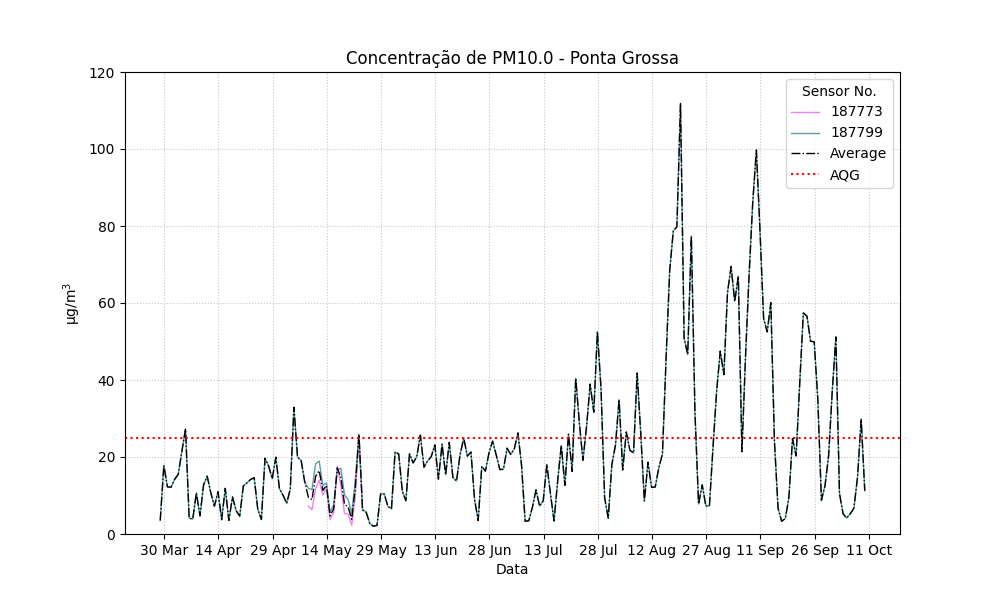 Concentração de PM10.0 - Ponta Grossa
120
100
80
60
40
20
0
µg/m³
Sensor No.
187773
187799
Average
AQG
30 Mar 14 Apr 29 Apr 14 May 29 May 13 Jun 28 Jun 13 Jul 28 Jul 12 Aug 27 Aug 11 Sep 26 Sep 11 Oct
Data